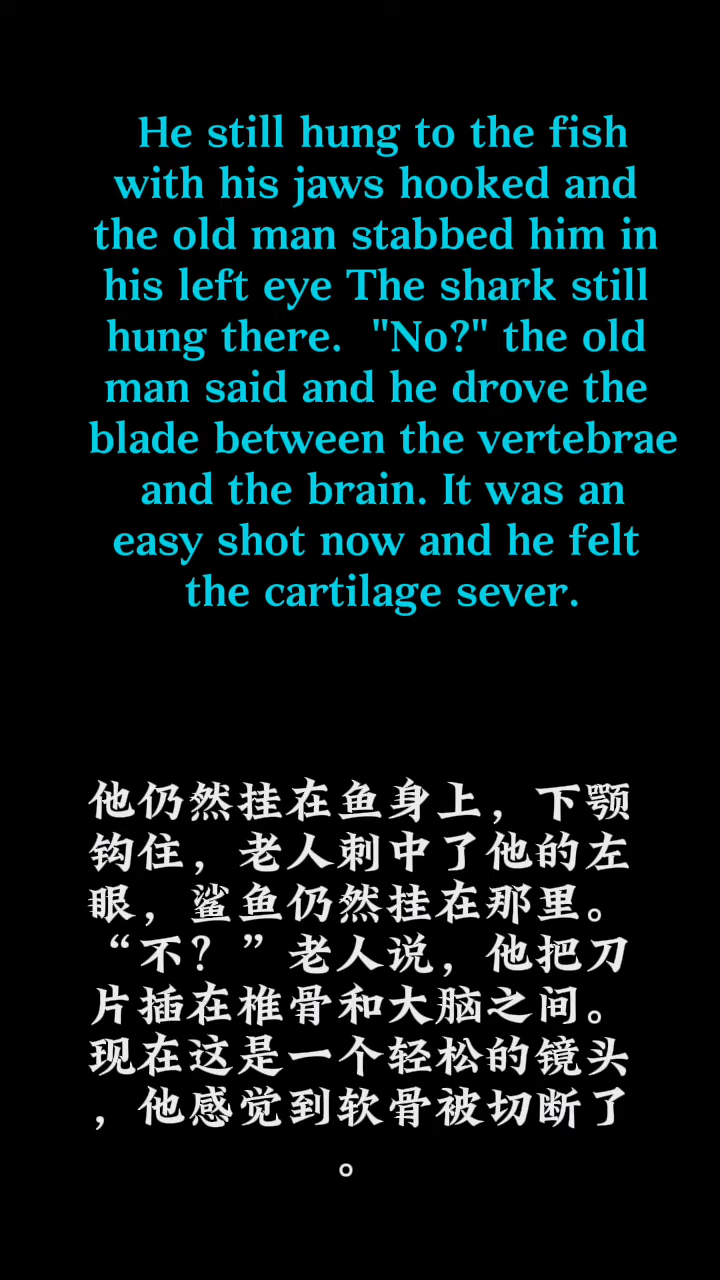 He still hung to the fish
with his jaws hooked and
the old man stabbed him in
his left eye The shark still
hung there.  "No?" the old
man said and he drove the
blade between the vertebrae
and the brain. It was an
easy shot now and he felt
the cartilage sever.
他仍然挂在鱼身上，下颚
钩住，老人刺中了他的左
眼，鲨鱼仍然挂在那里。
“不？”老人说，他把刀
片插在椎骨和大脑之间。
现在这是一个轻松的镜头
，他感觉到软骨被切断了
。